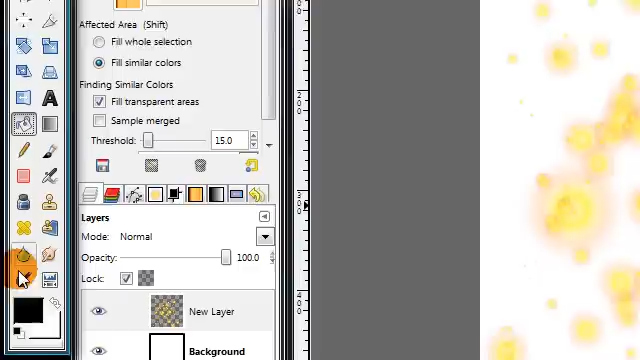 Affected Area (Shift)
Fill whole selection
Fill similar colors
Finding Similar Colors
Fill transparent areas
Sample merged
Threshold: 15.0
Layers
Mode: Normal
Opacity: 100.0
Lock:
New Layer
Background